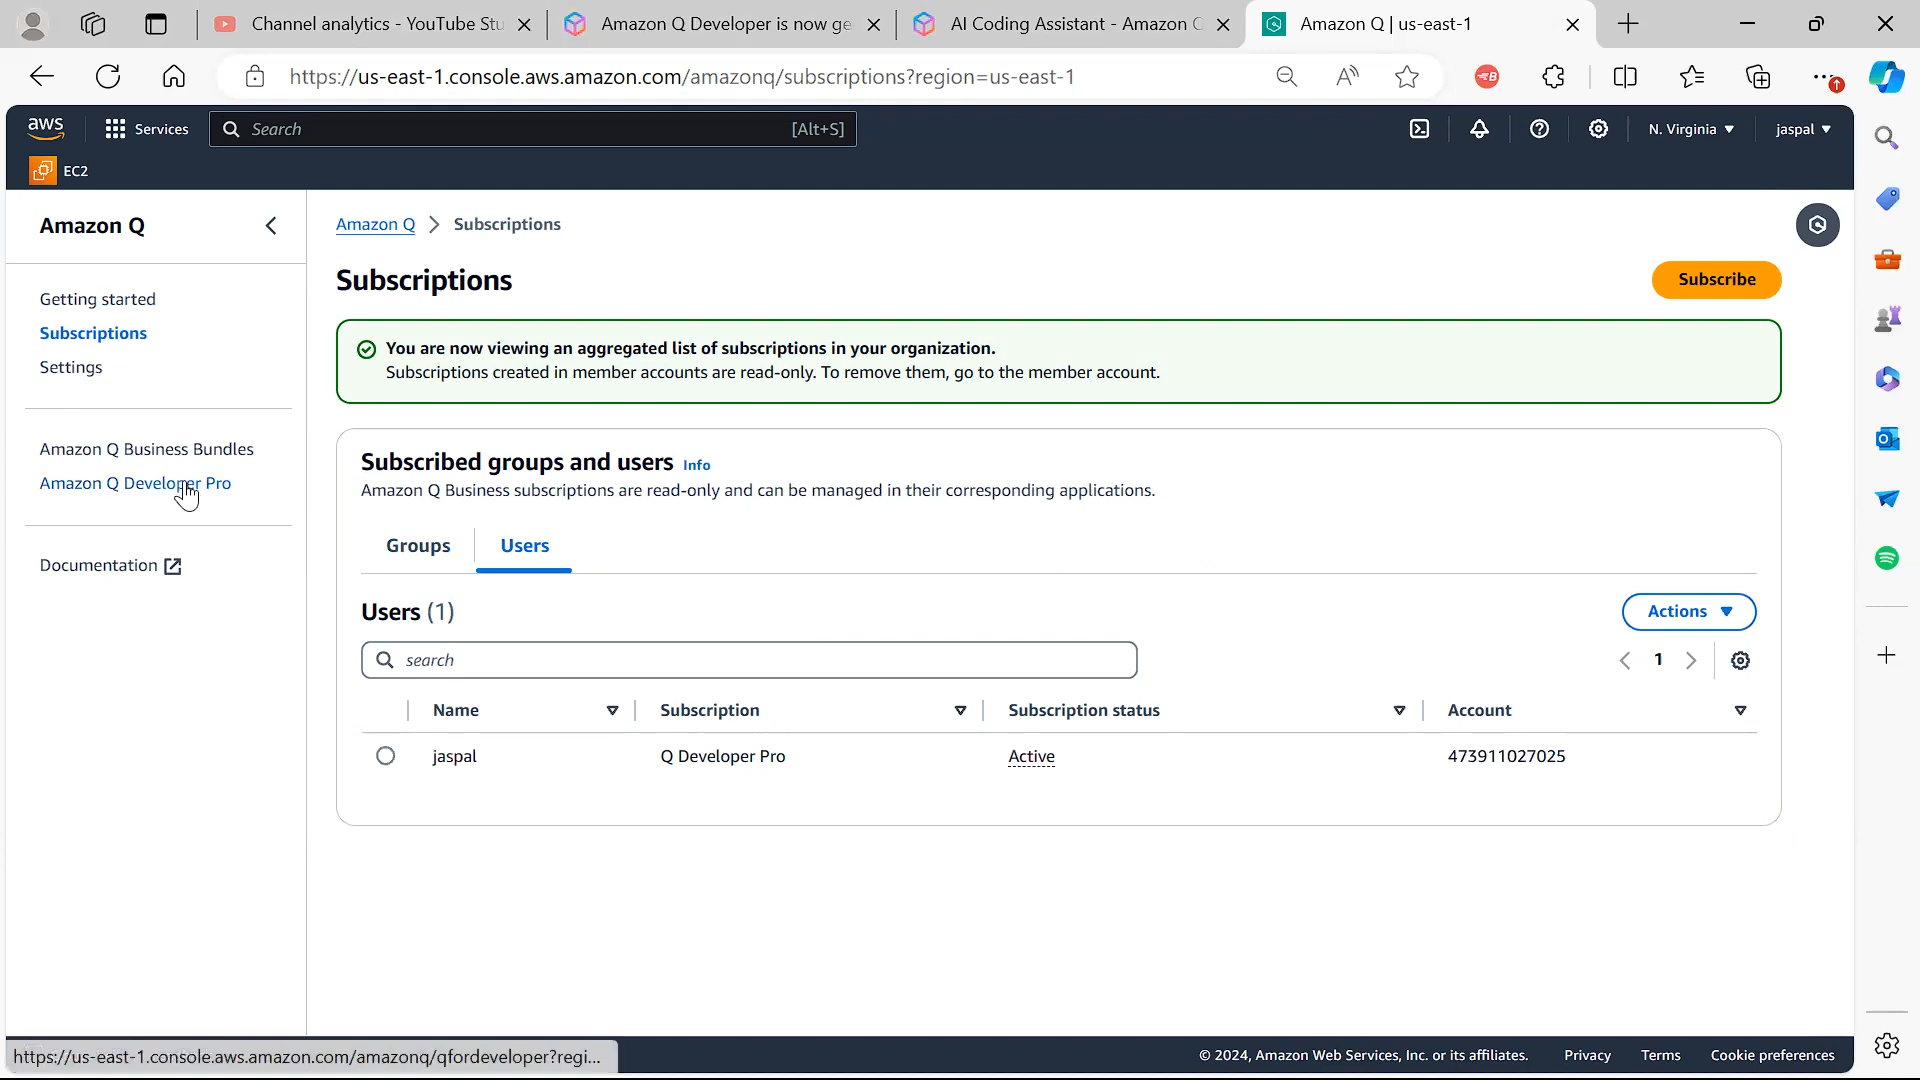 Channel analytics - YouTube Stu
Amazon Q Developer is now ge
AI Coding Assistant - Amazon Q
Amazon Q | us-east-1
https://us-east-1.console.aws.amazon.com/amazonq/subscriptions?region=us-east-1
aws
Services
Search
[Alt+S]
N. Virginia
jaspal
EC2
Amazon Q
Getting started
Subscriptions
Settings
Amazon Q Business Bundles
Amazon Q Developer Pro
Documentation
Amazon Q
Subscriptions
Subscriptions
Subscribe
You are now viewing an aggregated list of subscriptions in your organization.
Subscriptions created in member accounts are read-only. To remove them, go to the member account.
Subscribed groups and users Info
Amazon Q Business subscriptions are read-only and can be managed in their corresponding applications.
Groups
Users
Users (1)
Actions
search
1
Name
Subscription
Subscription status
Account
jaspal
Q Developer Pro
Active
473911027025
https://us-east-1.console.aws.amazon.com/amazonq/qfordeveloper?regi...
© 2024, Amazon Web Services, Inc. or its affiliates.
Privacy
Terms
Cookie preferences